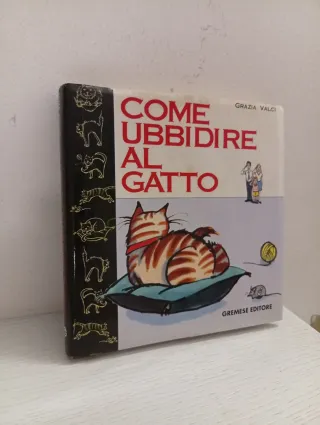 GRAZIA VALCI
COME
UBBIDIRE
AL
GATTO
GREMESE EDITORE